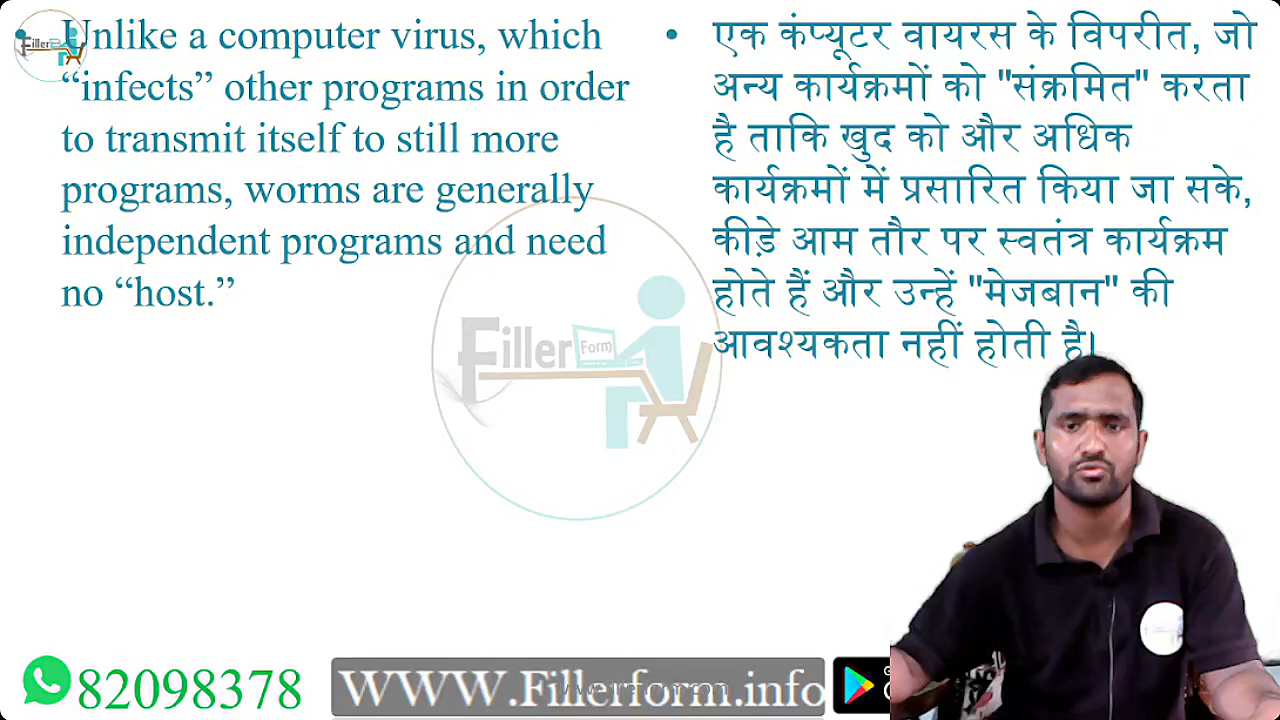 Unlike a computer virus, which
“infects” other programs in order
to transmit itself to still more
programs, worms are generally
independent programs and need
no “host.”
एक कंप्यूटर वायरस के विपरीत, जो
अन्य कार्यक्रमों को "संक्रमित" करता
है ताकि खुद को और अधिक
कार्यक्रमों में प्रसारित किया जा सके,
कीड़े आम तौर पर स्वतंत्र कार्यक्रम
होते हैं और उन्हें "मेजबान" की
आवश्यकता नहीं होती है।
Filler Form
82098378
WWW.Fillerform.info